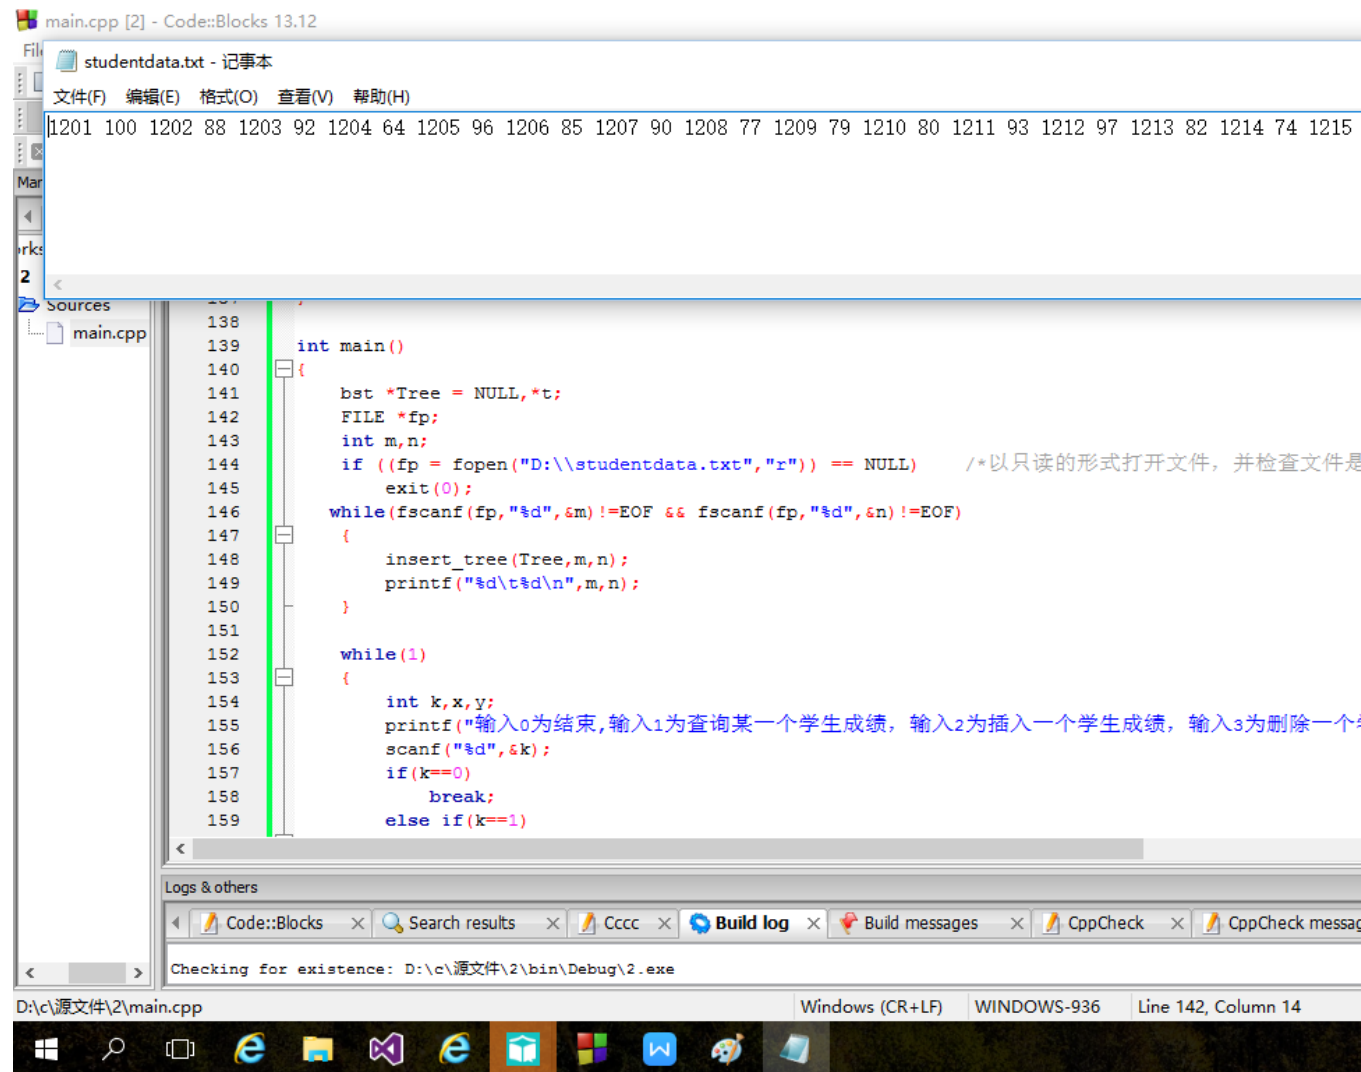 main.cpp [2] - Code::Blocks 13.12
studentdata.txt - 记事本
文件(F) 编辑(E) 格式(O) 查看(V) 帮助(H)
1201 100 1202 88 1203 92 1204 64 1205 96 1206 85 1207 90 1208 77 1209 79 1210 80 1211 93 1212 97 1213 82 1214 74 1215
2
Sources
main.cpp
138
139 int main()
140 {
141 bst *Tree = NULL,*t;
142 FILE *fp;
143 int m,n;
144 if ((fp = fopen("D:\\studentdata.txt","r")) == NULL) /*以只读的形式打开文件，并检查文件是
145 exit(0);
146 while(fscanf(fp,"%d",&m)!=EOF && fscanf(fp,"%d",&n)!=EOF)
147 {
148 insert_tree(Tree,m,n);
149 printf("%d\t%d\n",m,n);
150 }
151
152 while(1)
153 {
154 int k,x,y;
155 printf("输入0为结束,输入1为查询某一个学生成绩，输入2为插入一个学生成绩，输入3为删除一个
156 scanf("%d",&k);
157 if(k==0)
158 break;
159 else if(k==1)
Logs & others
Code::Blocks Search results Cccc Build log Build messages CppCheck CppCheck messag
Checking for existence: D:\c\源文件\2\bin\Debug\2.exe
D:\c\源文件\2\main.cpp Windows (CR+LF) WINDOWS-936 Line 142, Column 14